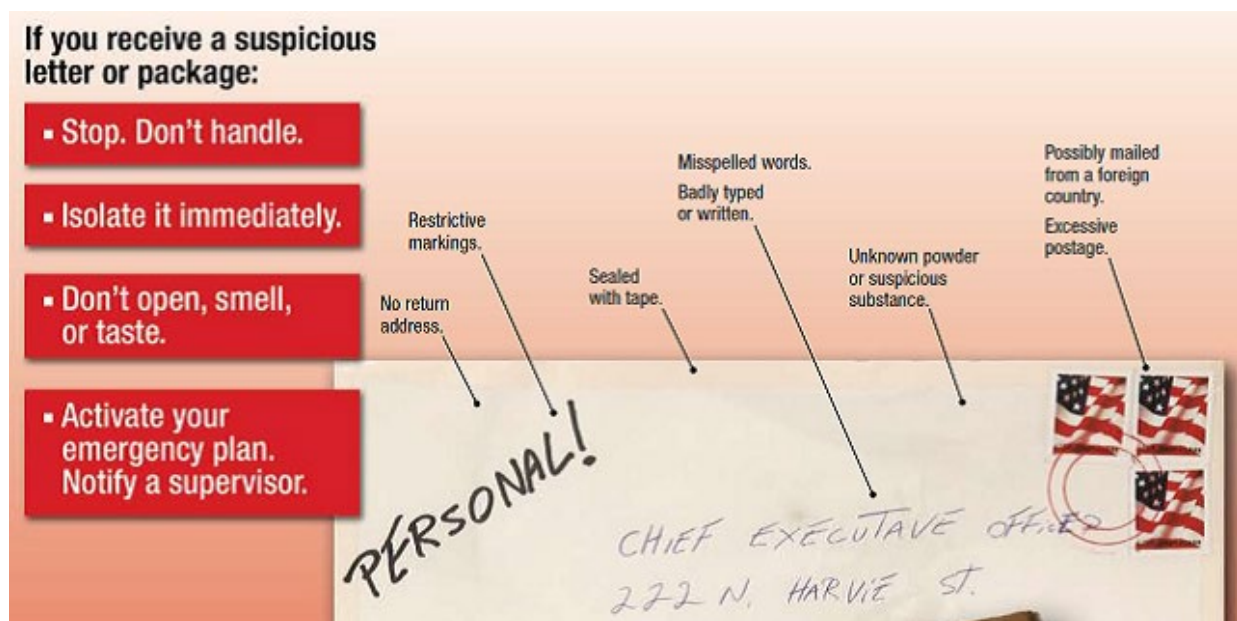 If you receive a suspicious
letter or package:
▪ Stop. Don't handle.
▪ Isolate it immediately.
▪ Don't open, smell,
or taste.
▪ Activate your
emergency plan.
Notify a supervisor.
No return
address.
Restrictive
markings.
Sealed
with tape.
Misspelled words.
Badly typed
or written.
Unknown powder
or suspicious
substance.
Possibly mailed
from a foreign
country.
Excessive
postage.
PERSONAL!
CHIEF EXECUTAVE OFFICER
222 N. HARVIE ST.